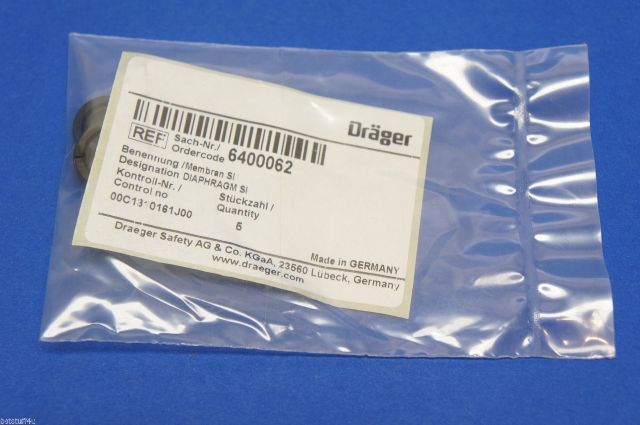 Dräger
REF Sach-Nr./
Ordercode 6400062
Benennung /Membran SI
Designation DIAPHRAGM SI
Kontroll-Nr. / Stückzahl /
Control no Quantity
5
Draeger Safety AG & Co. KGaA, 23560 Lübeck, Germany
Made in GERMANY
www.draeger.com
botsturf4u